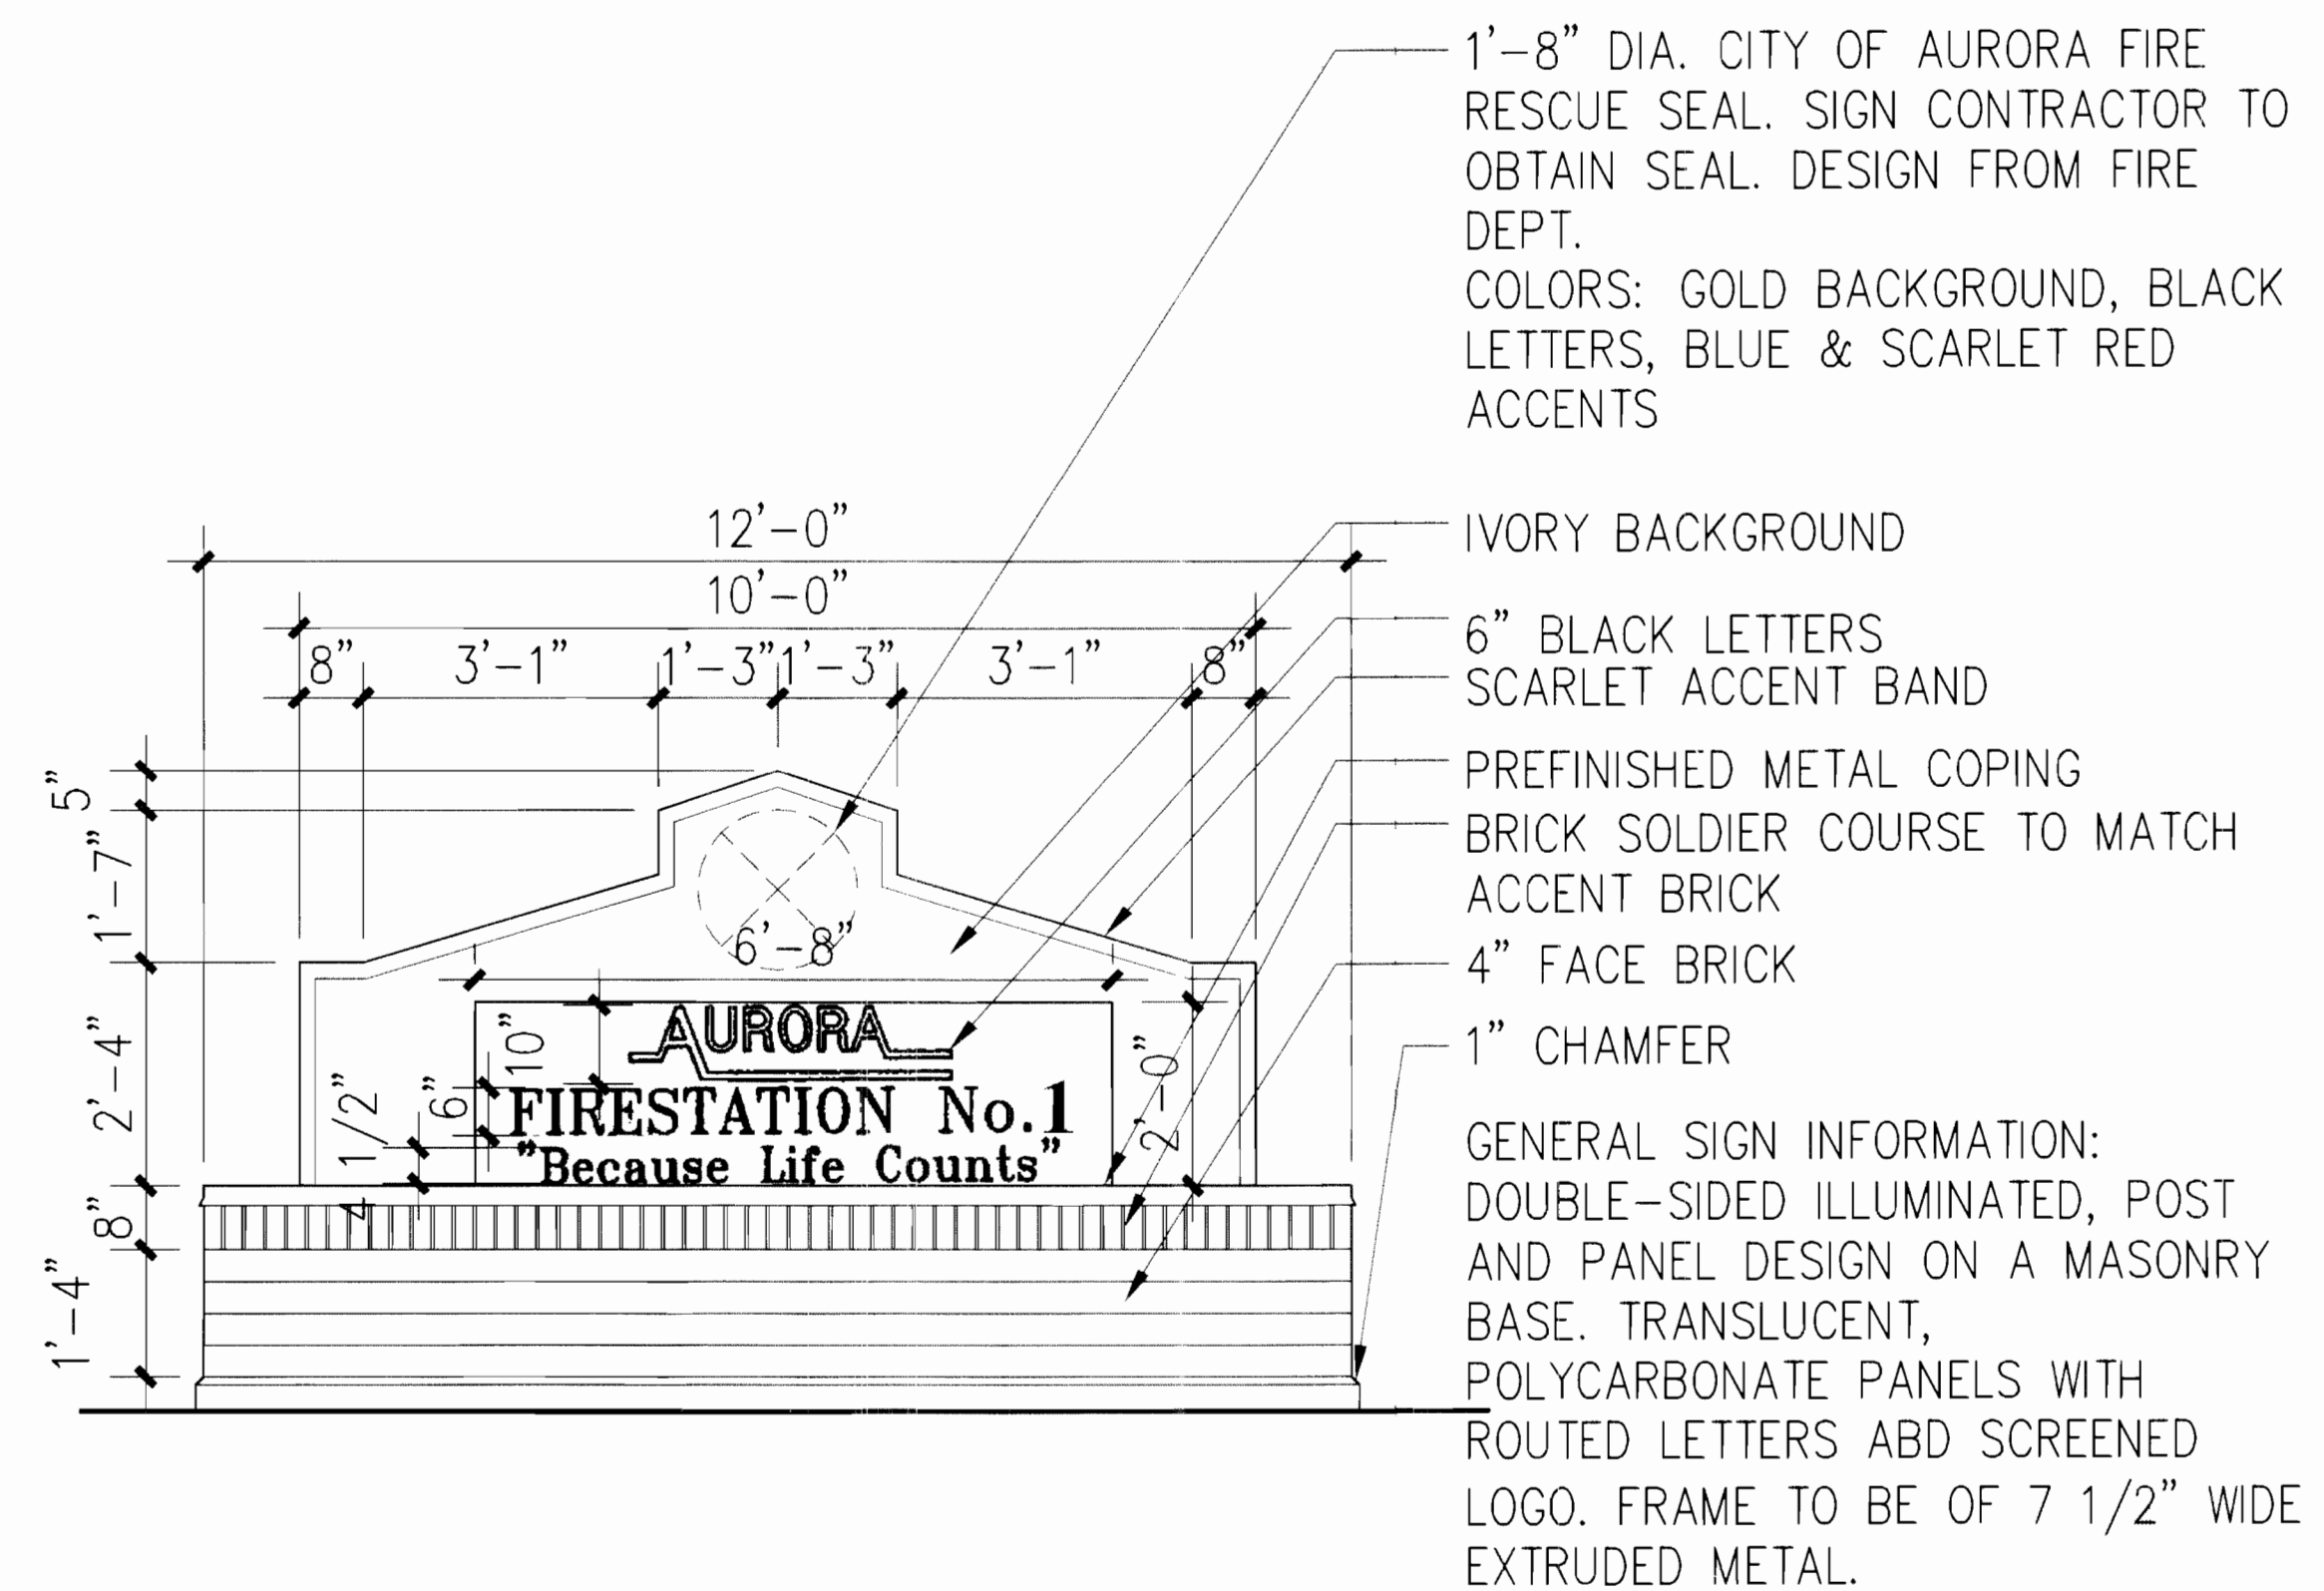 1'-8" DIA. CITY OF AURORA FIRE
RESCUE SEAL. SIGN CONTRACTOR TO
OBTAIN SEAL. DESIGN FROM FIRE
DEPT.
COLORS: GOLD BACKGROUND, BLACK
LETTERS, BLUE & SCARLET RED
ACCENTS
12'-0"
IVORY BACKGROUND
10'-0"
6" BLACK LETTERS
8" 3'-1" 1'-3" 1'-3" 3'-1" 8"
SCARLET ACCENT BAND
5"
PREFINISHED METAL COPING
1'-7"
BRICK SOLDIER COURSE TO MATCH
ACCENT BRICK
6'-8"
4" FACE BRICK
2'-4"
10"
AURORA
1" CHAMFER
2'-0"
6"
FIRESTATION No.1
4 1/2"
"Because Life Counts"
8"
1'-4"
GENERAL SIGN INFORMATION:
DOUBLE-SIDED ILLUMINATED, POST
AND PANEL DESIGN ON A MASONRY
BASE. TRANSLUCENT,
POLYCARBONATE PANELS WITH
ROUTED LETTERS ABD SCREENED
LOGO. FRAME TO BE OF 7 1/2" WIDE
EXTRUDED METAL.